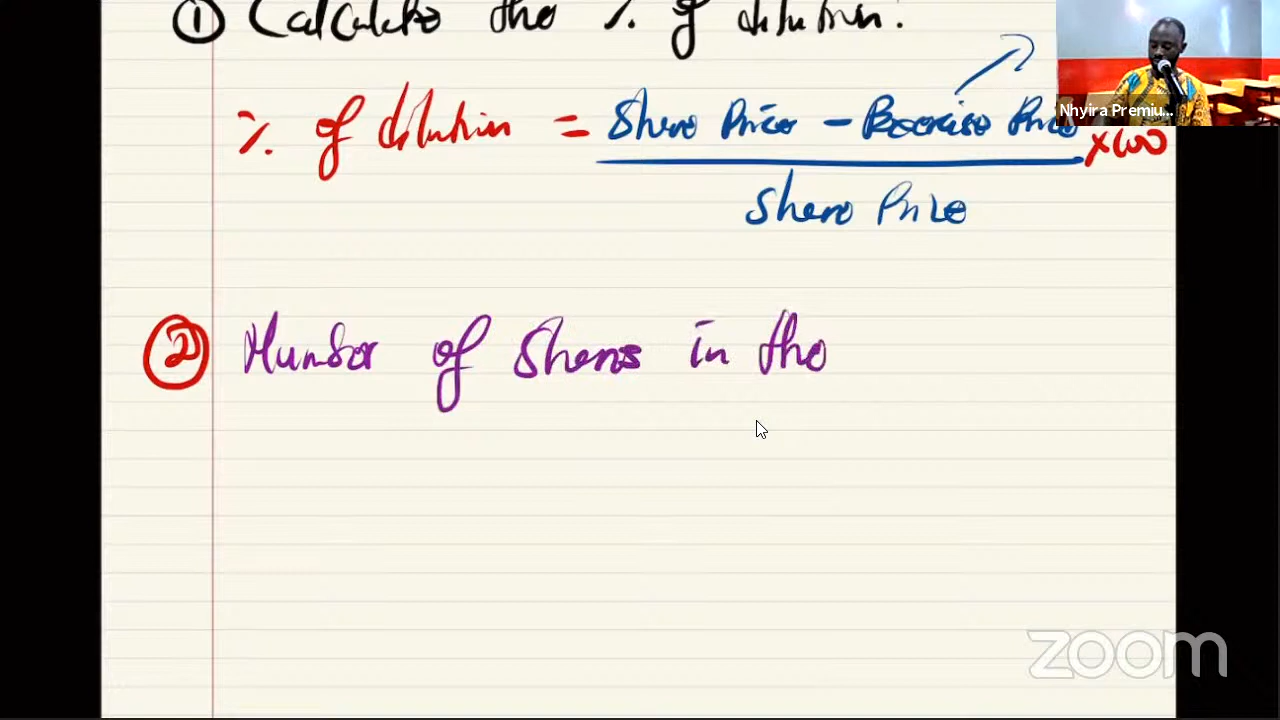 ① Calculate the % of dilution.
% of dilution = Share Price - Exercise Price x100
Share Price
② Number of Shares in the
Nhyira Premiu...
zoom